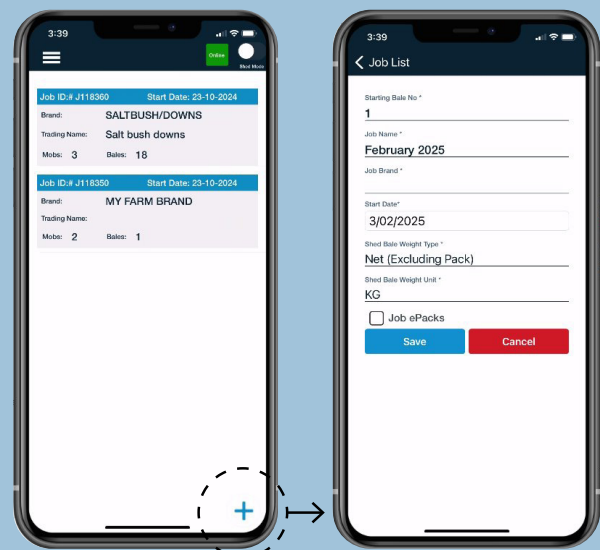 3:39
Online
Shed Mode
Job ID:# J118360 Start Date: 23-10-2024
Brand: SALTBUSH/DOWNS
Trading Name: Salt bush downs
Mobs: 3 Bales: 18
Job ID:# J118350 Start Date: 23-10-2024
Brand: MY FARM BRAND
Trading Name:
Mobs: 2 Bales: 1
+
3:39
Job List
Starting Bale No *
1
Job Name *
February 2025
Job Brand *
Start Date*
3/02/2025
Shed Bale Weight Type *
Net (Excluding Pack)
Shed Bale Weight Unit *
KG
Job ePacks
Save Cancel